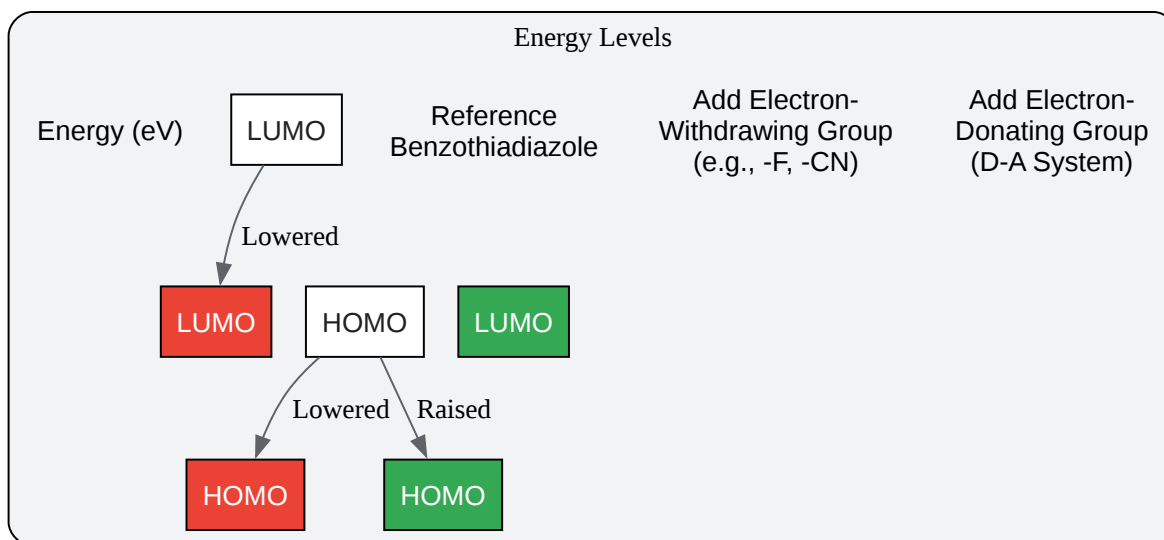 Energy Levels
Energy (eV)
LUMO
Reference
Benzothiadiazole
Add Electron-
Withdrawing Group
(e.g., -F, -CN)
Add Electron-
Donating Group
(D-A System)
Lowered
LUMO
HOMO
LUMO
Lowered
Raised
HOMO
HOMO